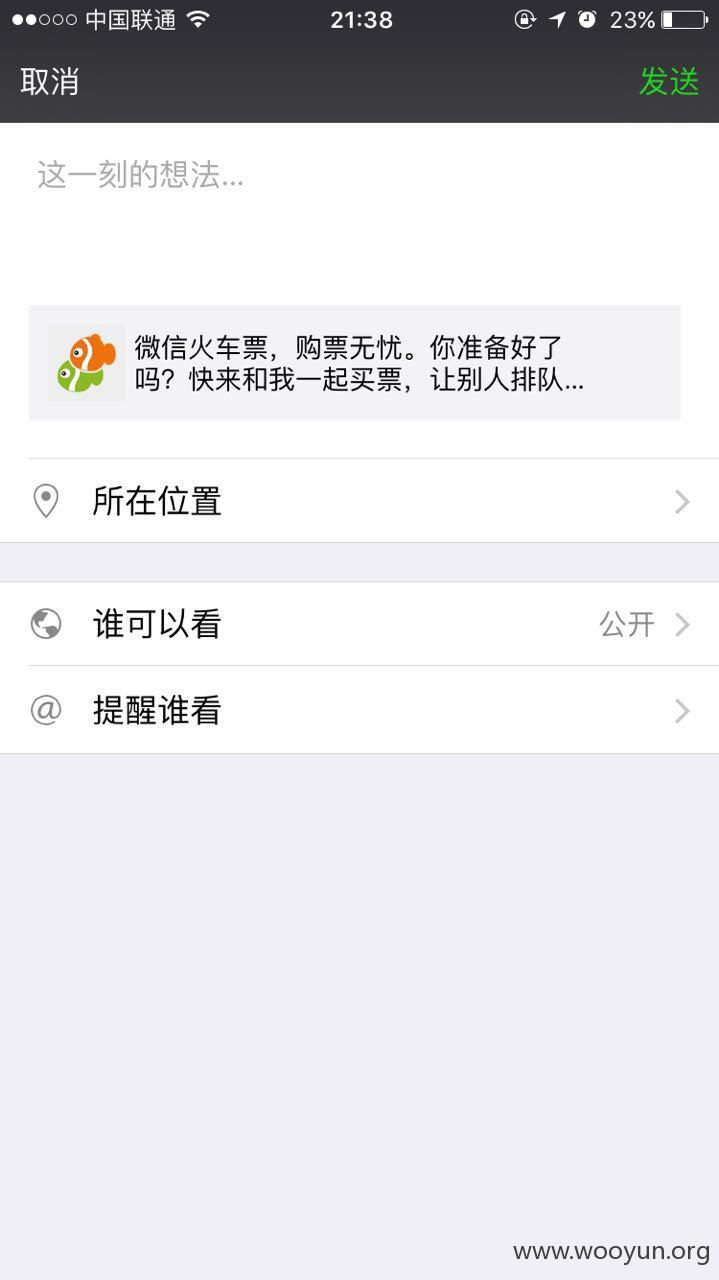 中国联通 21:38 23%
取消 发送
这一刻的想法...
微信火车票，购票无忧。你准备好了
吗？快来和我一起买票，让别人排队...
所在位置
谁可以看 公开
@ 提醒谁看
www.wooyun.org